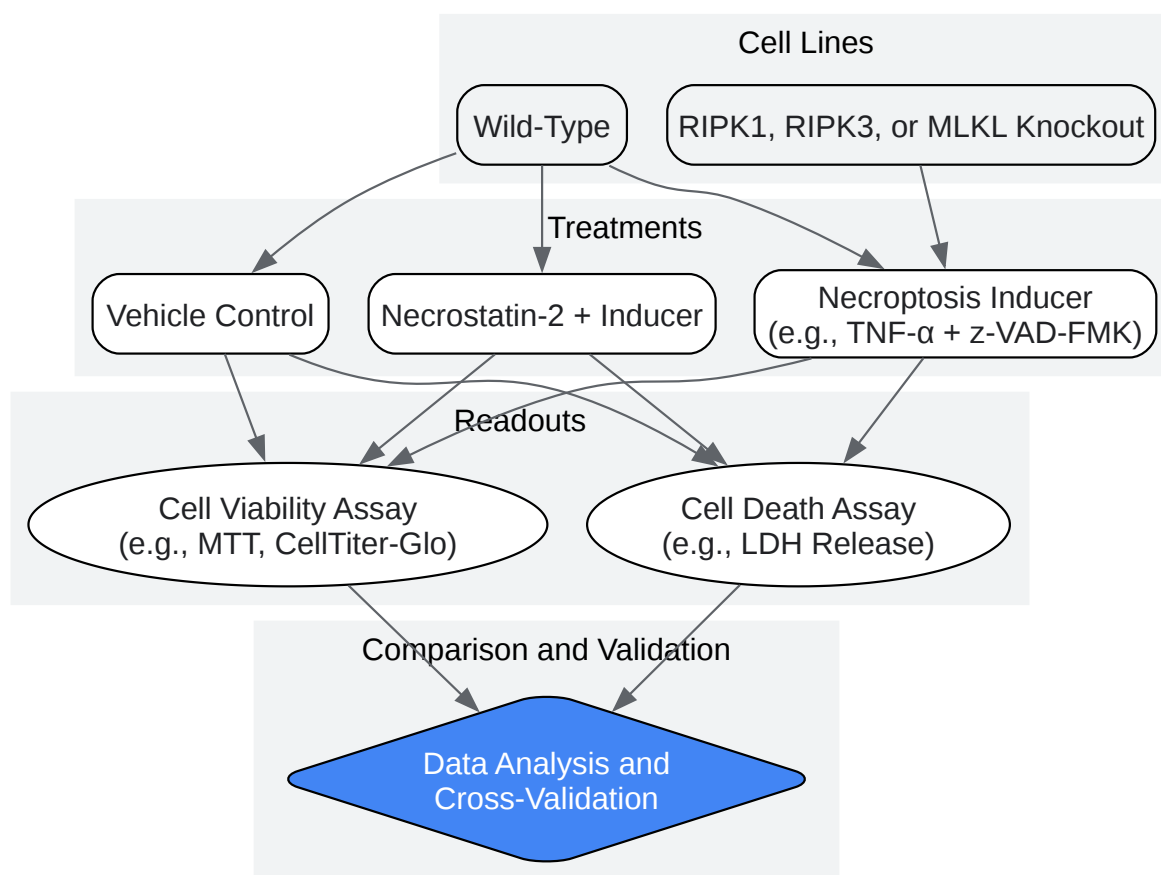 Cell Lines
Wild-Type
RIPK1, RIPK3, or MLKL Knockout
Treatments
Vehicle Control
Necrostatin-2 + Inducer
Necroptosis Inducer
(e.g., TNF-α + z-VAD-FMK)
Readouts
Cell Viability Assay
(e.g., MTT, CellTiter-Glo)
Cell Death Assay
(e.g., LDH Release)
Comparison and Validation
Data Analysis and
Cross-Validation